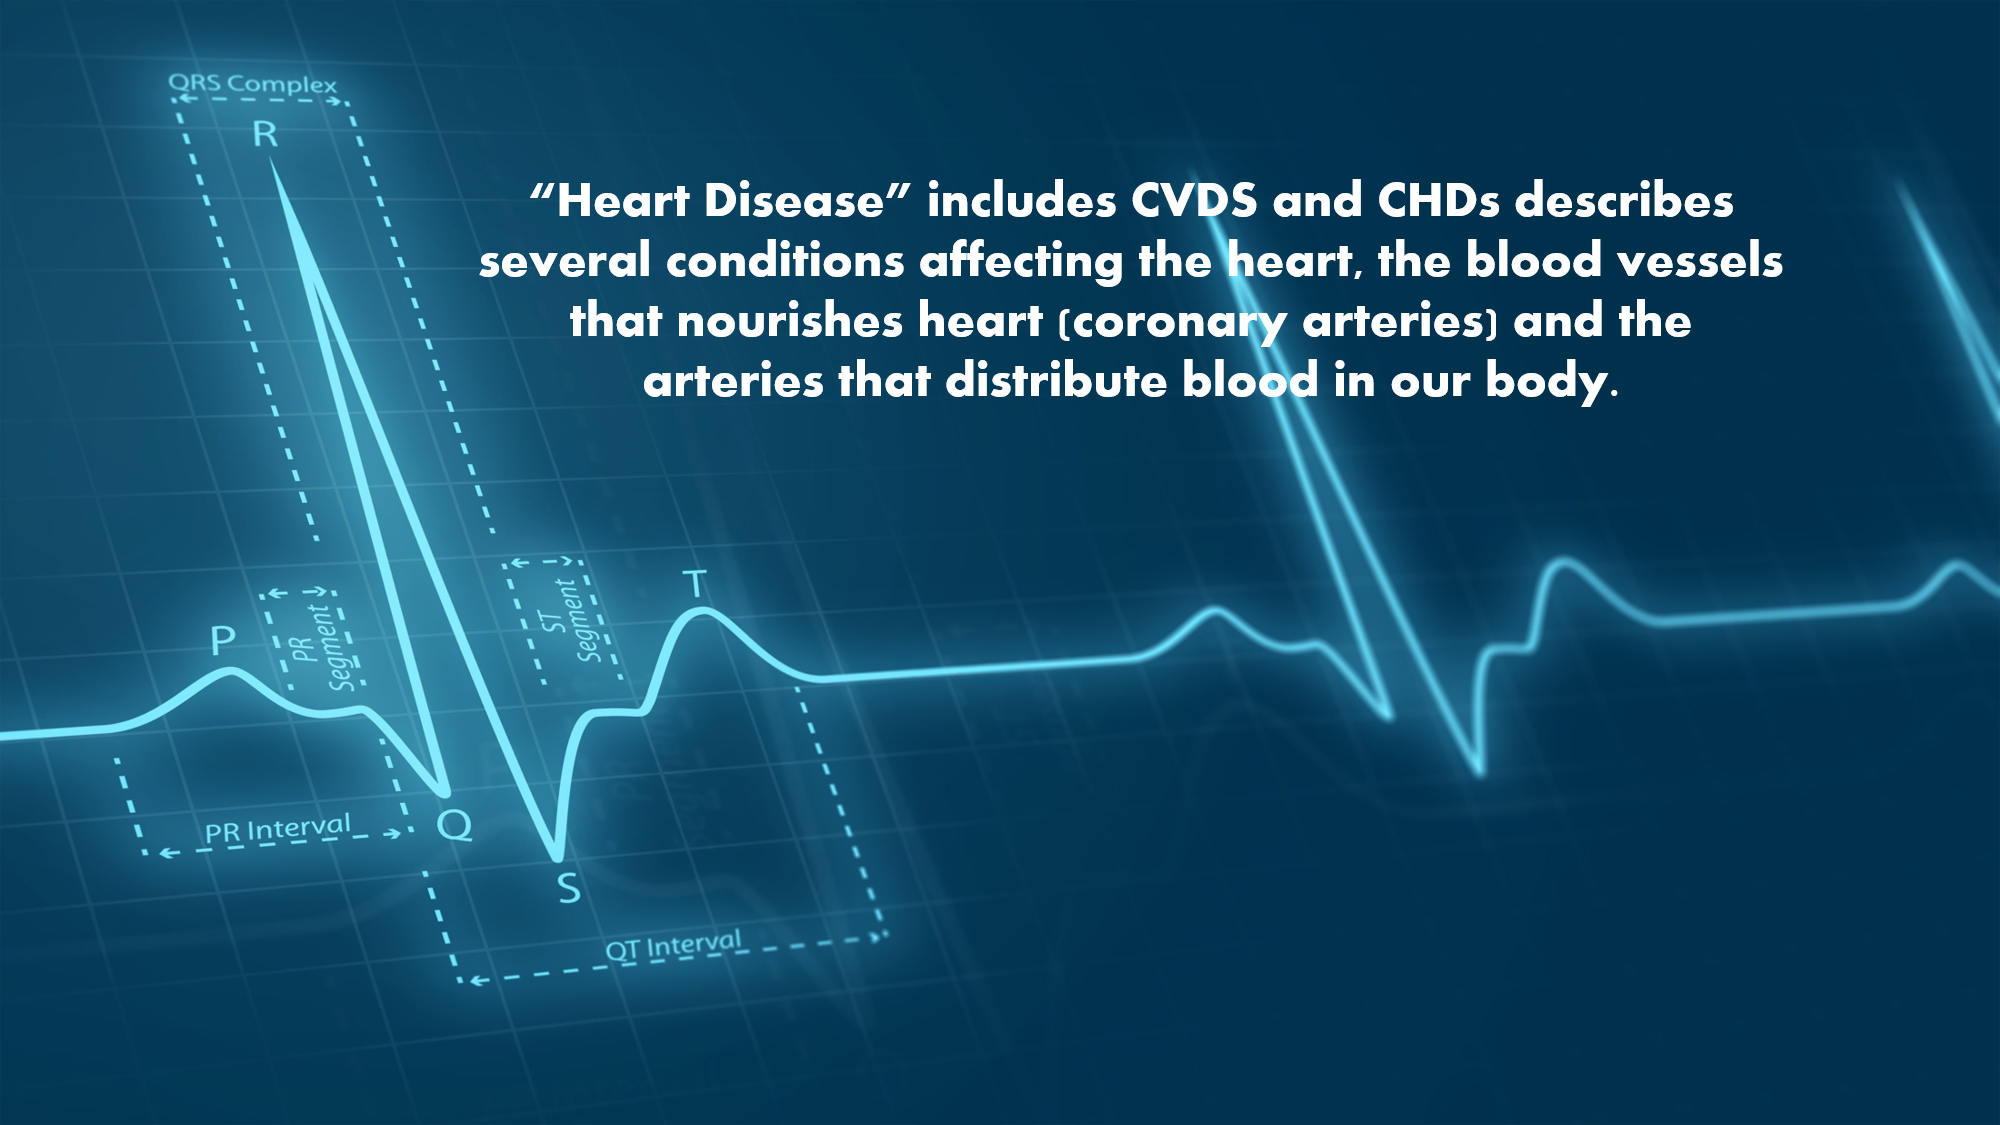 QRS Complex
R
“Heart Disease” includes CVDS and CHDs describes
several conditions affecting the heart, the blood vessels
that nourishes heart (coronary arteries) and the
arteries that distribute blood in our body.
P
PR
Segment
ST
Segment
T
PR Interval
Q
S
QT Interval